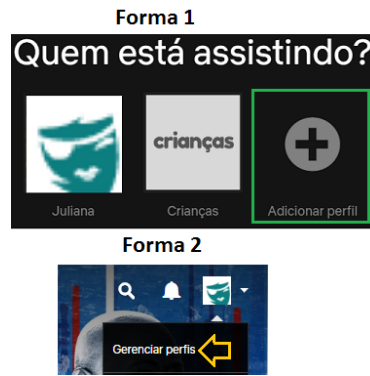 Forma 1
Quem está assistindo?
crianças
Juliana
Crianças
Adicionar perfil
Forma 2
Gerenciar perfis